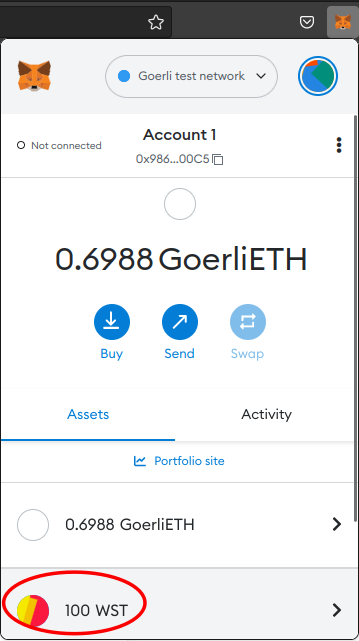 Goerli test network
Account 1
Not connected
0x986...00C5
0.6988 GoerliETH
Buy
Send
Swap
Assets
Activity
Portfolio site
0.6988 GoerliETH
100 WST